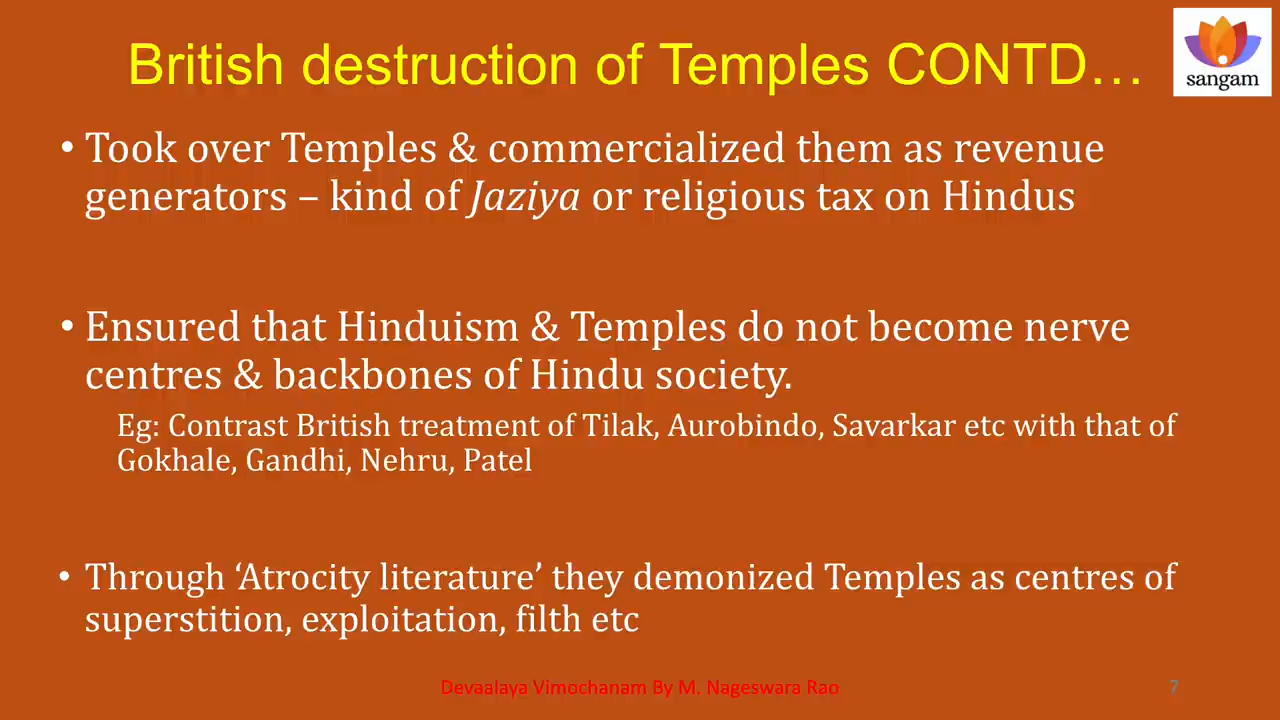 British destruction of Temples CONTD…
sangam
• Took over Temples & commercialized them as revenue
generators – kind of Jaziya or religious tax on Hindus
• Ensured that Hinduism & Temples do not become nerve
centres & backbones of Hindu society.
Eg: Contrast British treatment of Tilak, Aurobindo, Savarkar etc with that of
Gokhale, Gandhi, Nehru, Patel
• Through ‘Atrocity literature’ they demonized Temples as centres of
superstition, exploitation, filth etc
Devaalaya Vimochanam By M. Nageswara Rao
7